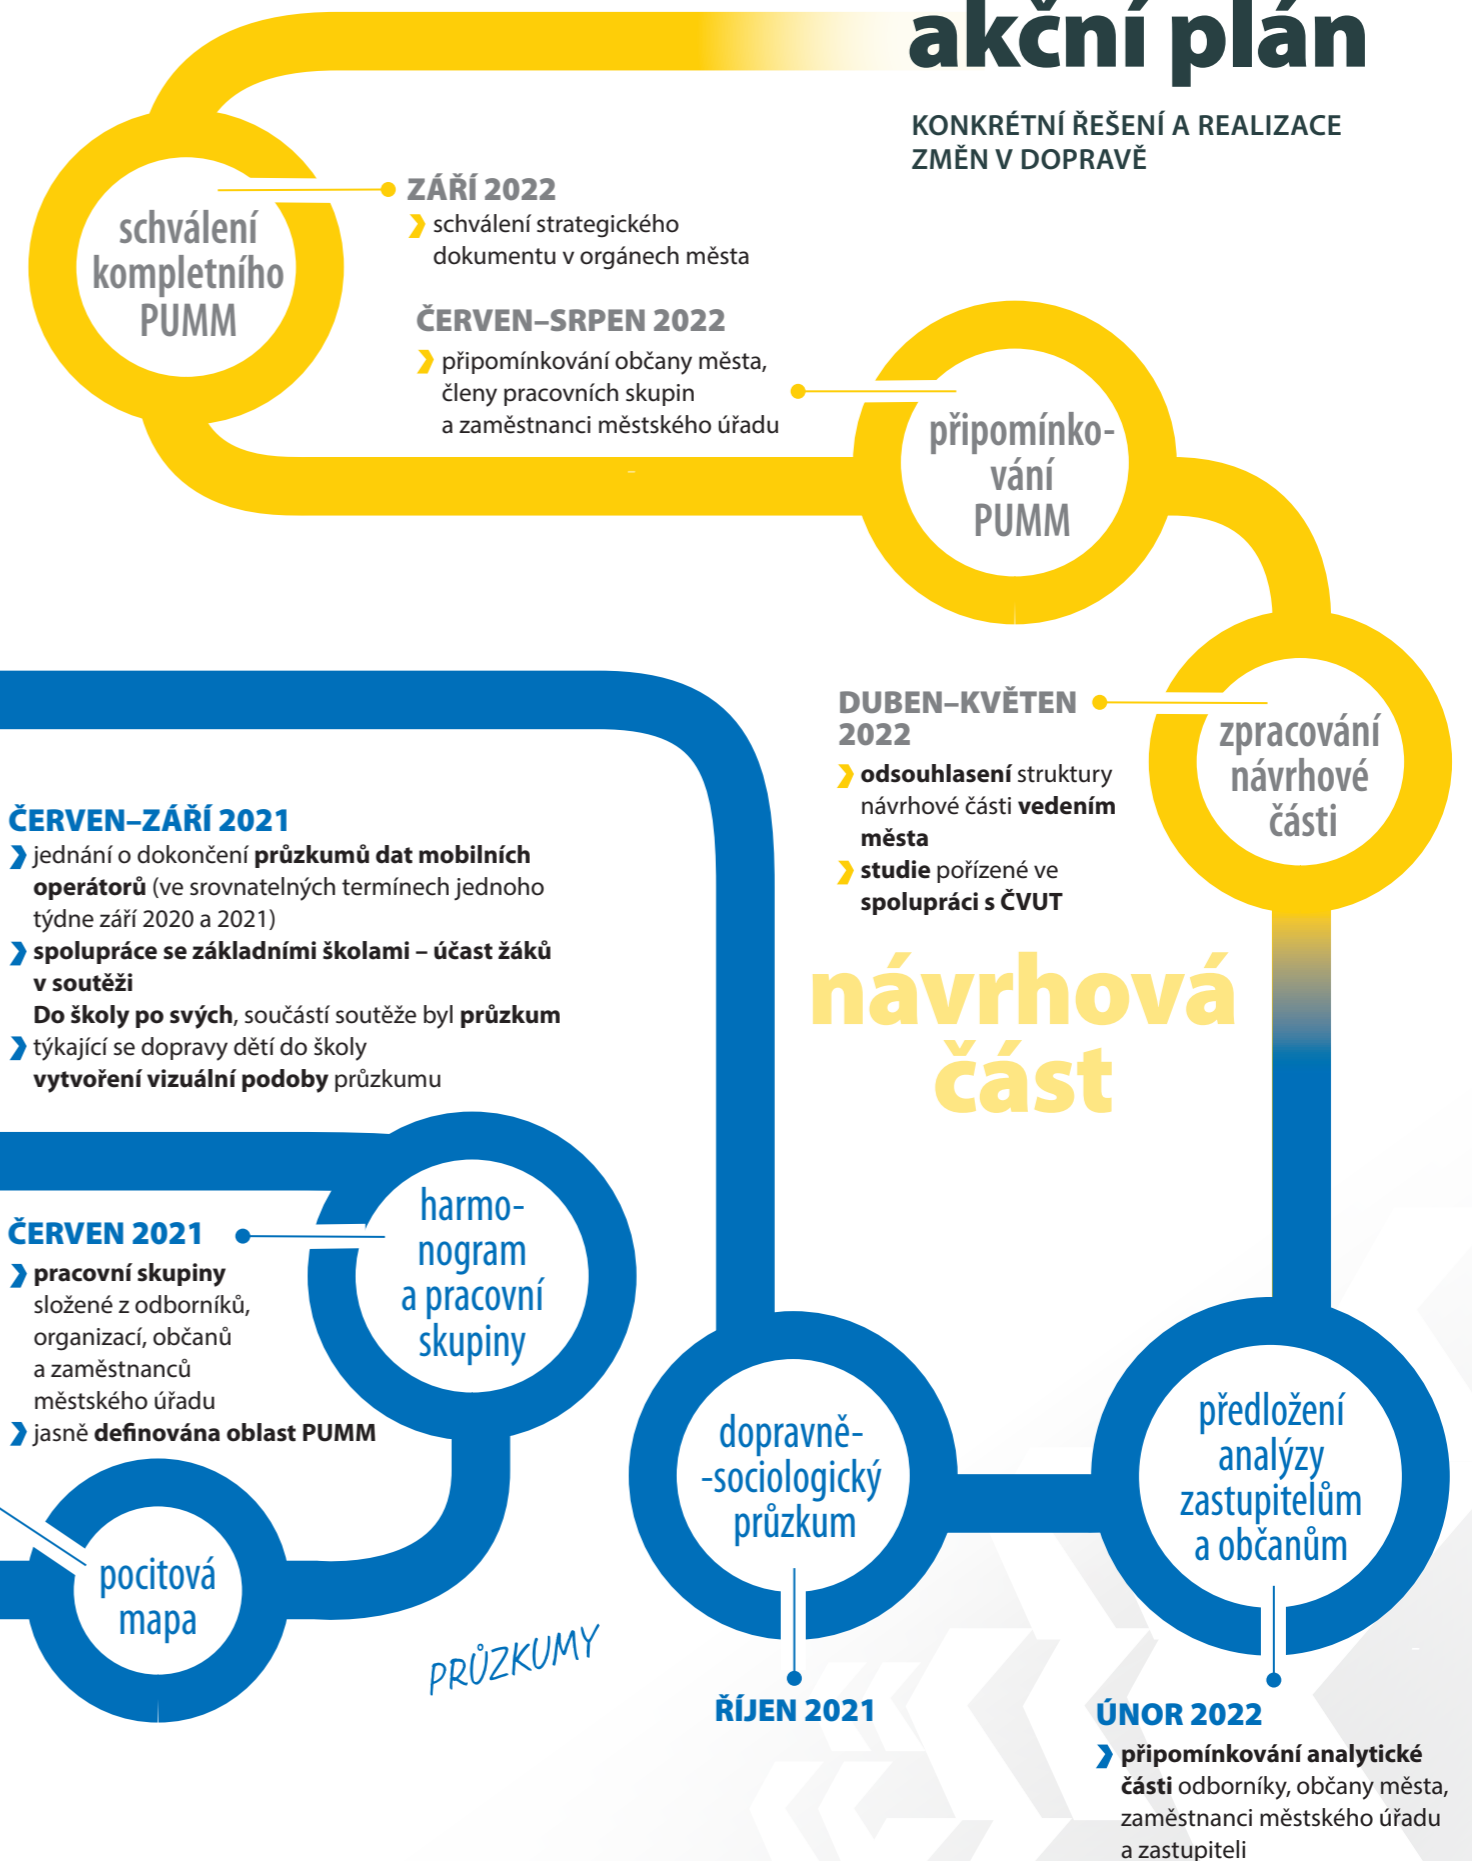 akční plán
KONKRÉTNÍ ŘEŠENÍ A REALIZACE
ZMĚN V DOPRAVĚ
schválení
kompletního
PUMM
ZÁŘÍ 2022
schválení strategického
dokumentu v orgánech města
ČERVEN–SRPEN 2022
připomínkování občany města,
členy pracovních skupin
a zaměstnanci městského úřadu
připomínko-
vání
PUMM
DUBEN–KVĚTEN
2022
odsouhlasení struktury
návrhové části vedením
města
studie pořízené ve
spolupráci s ČVUT
zpracování
návrhové
části
návrhová
část
ČERVEN–ZÁŘÍ 2021
jednání o dokončení průzkumů dat mobilních
operátorů (ve srovnatelných termínech jednoho
týdne září 2020 a 2021)
spolupráce se základními školami – účast žáků
v soutěži
Do školy po svých, součástí soutěže byl průzkum
týkající se dopravy dětí do školy
vytvoření vizuální podoby průzkumu
harmo-
nogram
a pracovní
skupiny
ČERVEN 2021
pracovní skupiny
složené z odborníků,
organizací, občanů
a zaměstnanců
městského úřadu
jasně definována oblast PUMM
pocitová
mapa
PRŮZKUMY
dopravně-
-sociologický
průzkum
ŘÍJEN 2021
předložení
analýzy
zastupitelům
a občanům
ÚNOR 2022
připomínkování analytické
části odborníky, občany města,
zaměstnanci městského úřadu
a zastupiteli